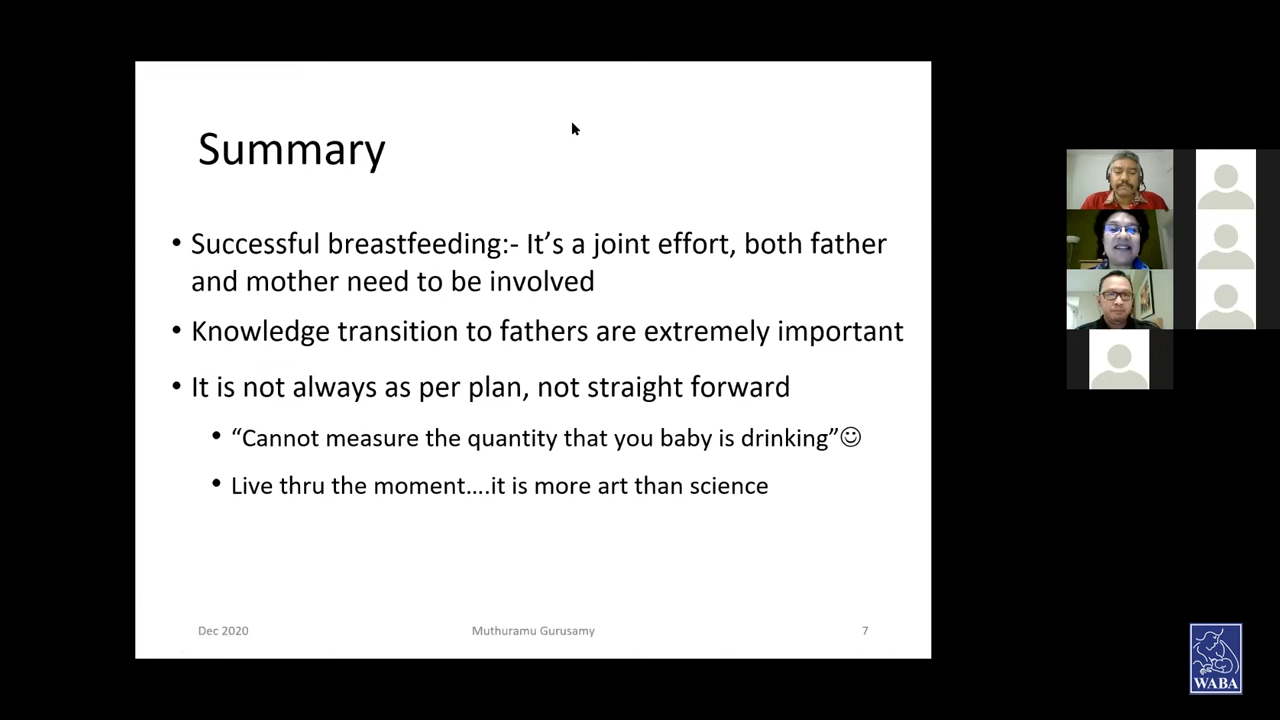 Summary
• Successful breastfeeding:- It’s a joint effort, both father
and mother need to be involved
• Knowledge transition to fathers are extremely important
• It is not always as per plan, not straight forward
• “Cannot measure the quantity that you baby is drinking”☺
• Live thru the moment....it is more art than science
Dec 2020
Muthuramu Gurusamy
7
WABA